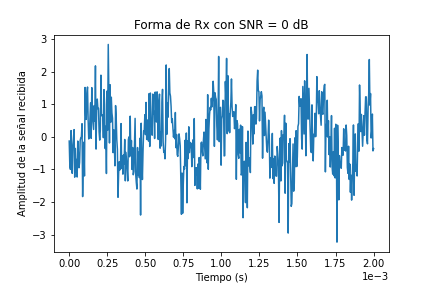 Forma de Rx con SNR = 0 dB
Amplitud de la señal recibida
3
2
1
0
−1
−2
−3
0.00 0.25 0.50 0.75 1.00 1.25 1.50 1.75 2.00
1e−3
Tiempo (s)